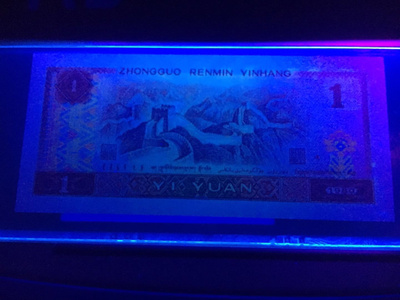 ZHONGGUO RENMIN YINHANG
1
1
YI YUAN